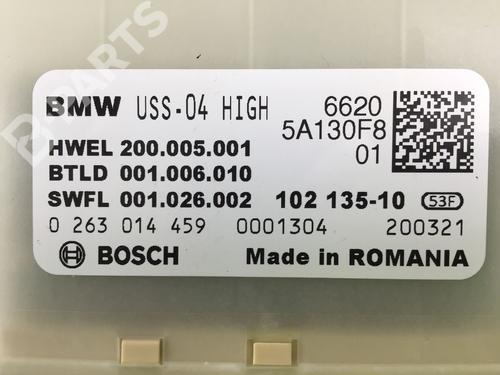 B PARTS
BMW USS-04 HIGH 6620
5A130F8
01
HWEL 200.005.001
BTLD 001.006.010
SWFL 001.026.002 102 135-10 53F
0 263 014 459 0001304 200321
BOSCH Made in ROMANIA